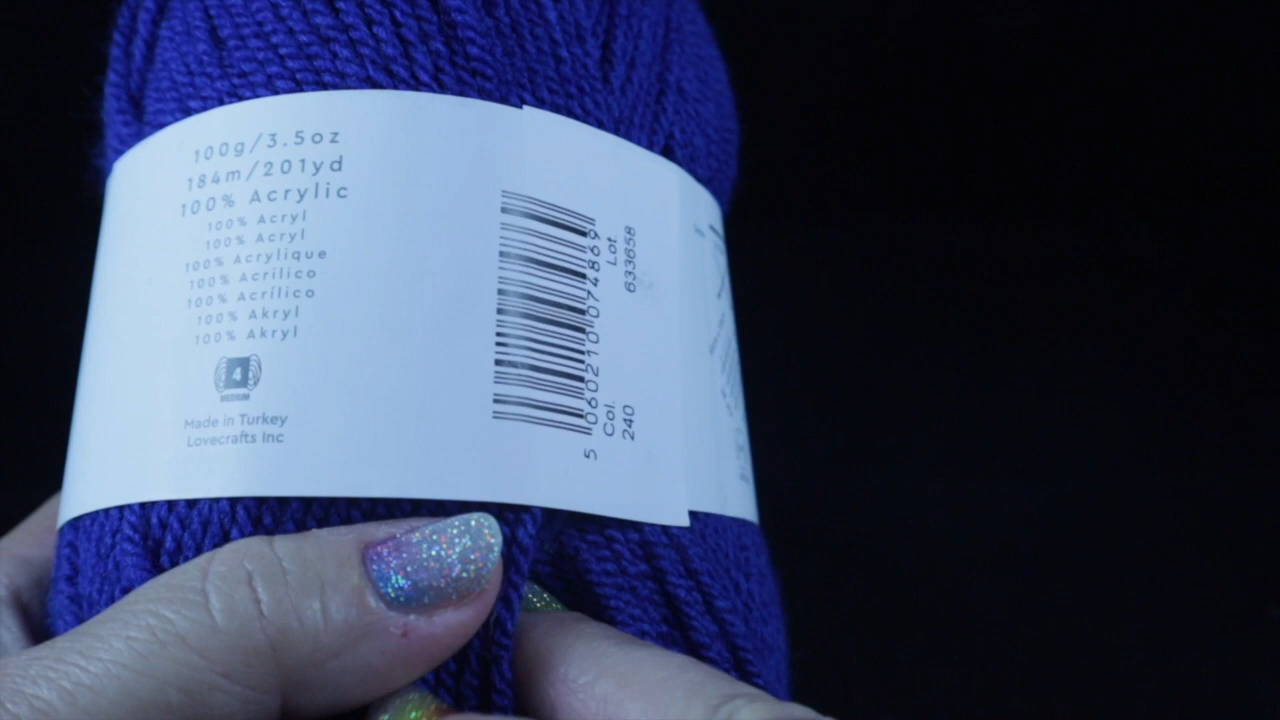 100g/3.5oz
184m/201yd
100% Acrylic
100% Acryl
100% Acryl
100% Acrylique
100% Acrilico
100% Acrílico
100% Akryl
100% Akryl
4
MEDIUM
Made in Turkey
Lovecrafts Inc
5 060210 074869
Col. Lot.
240 633658